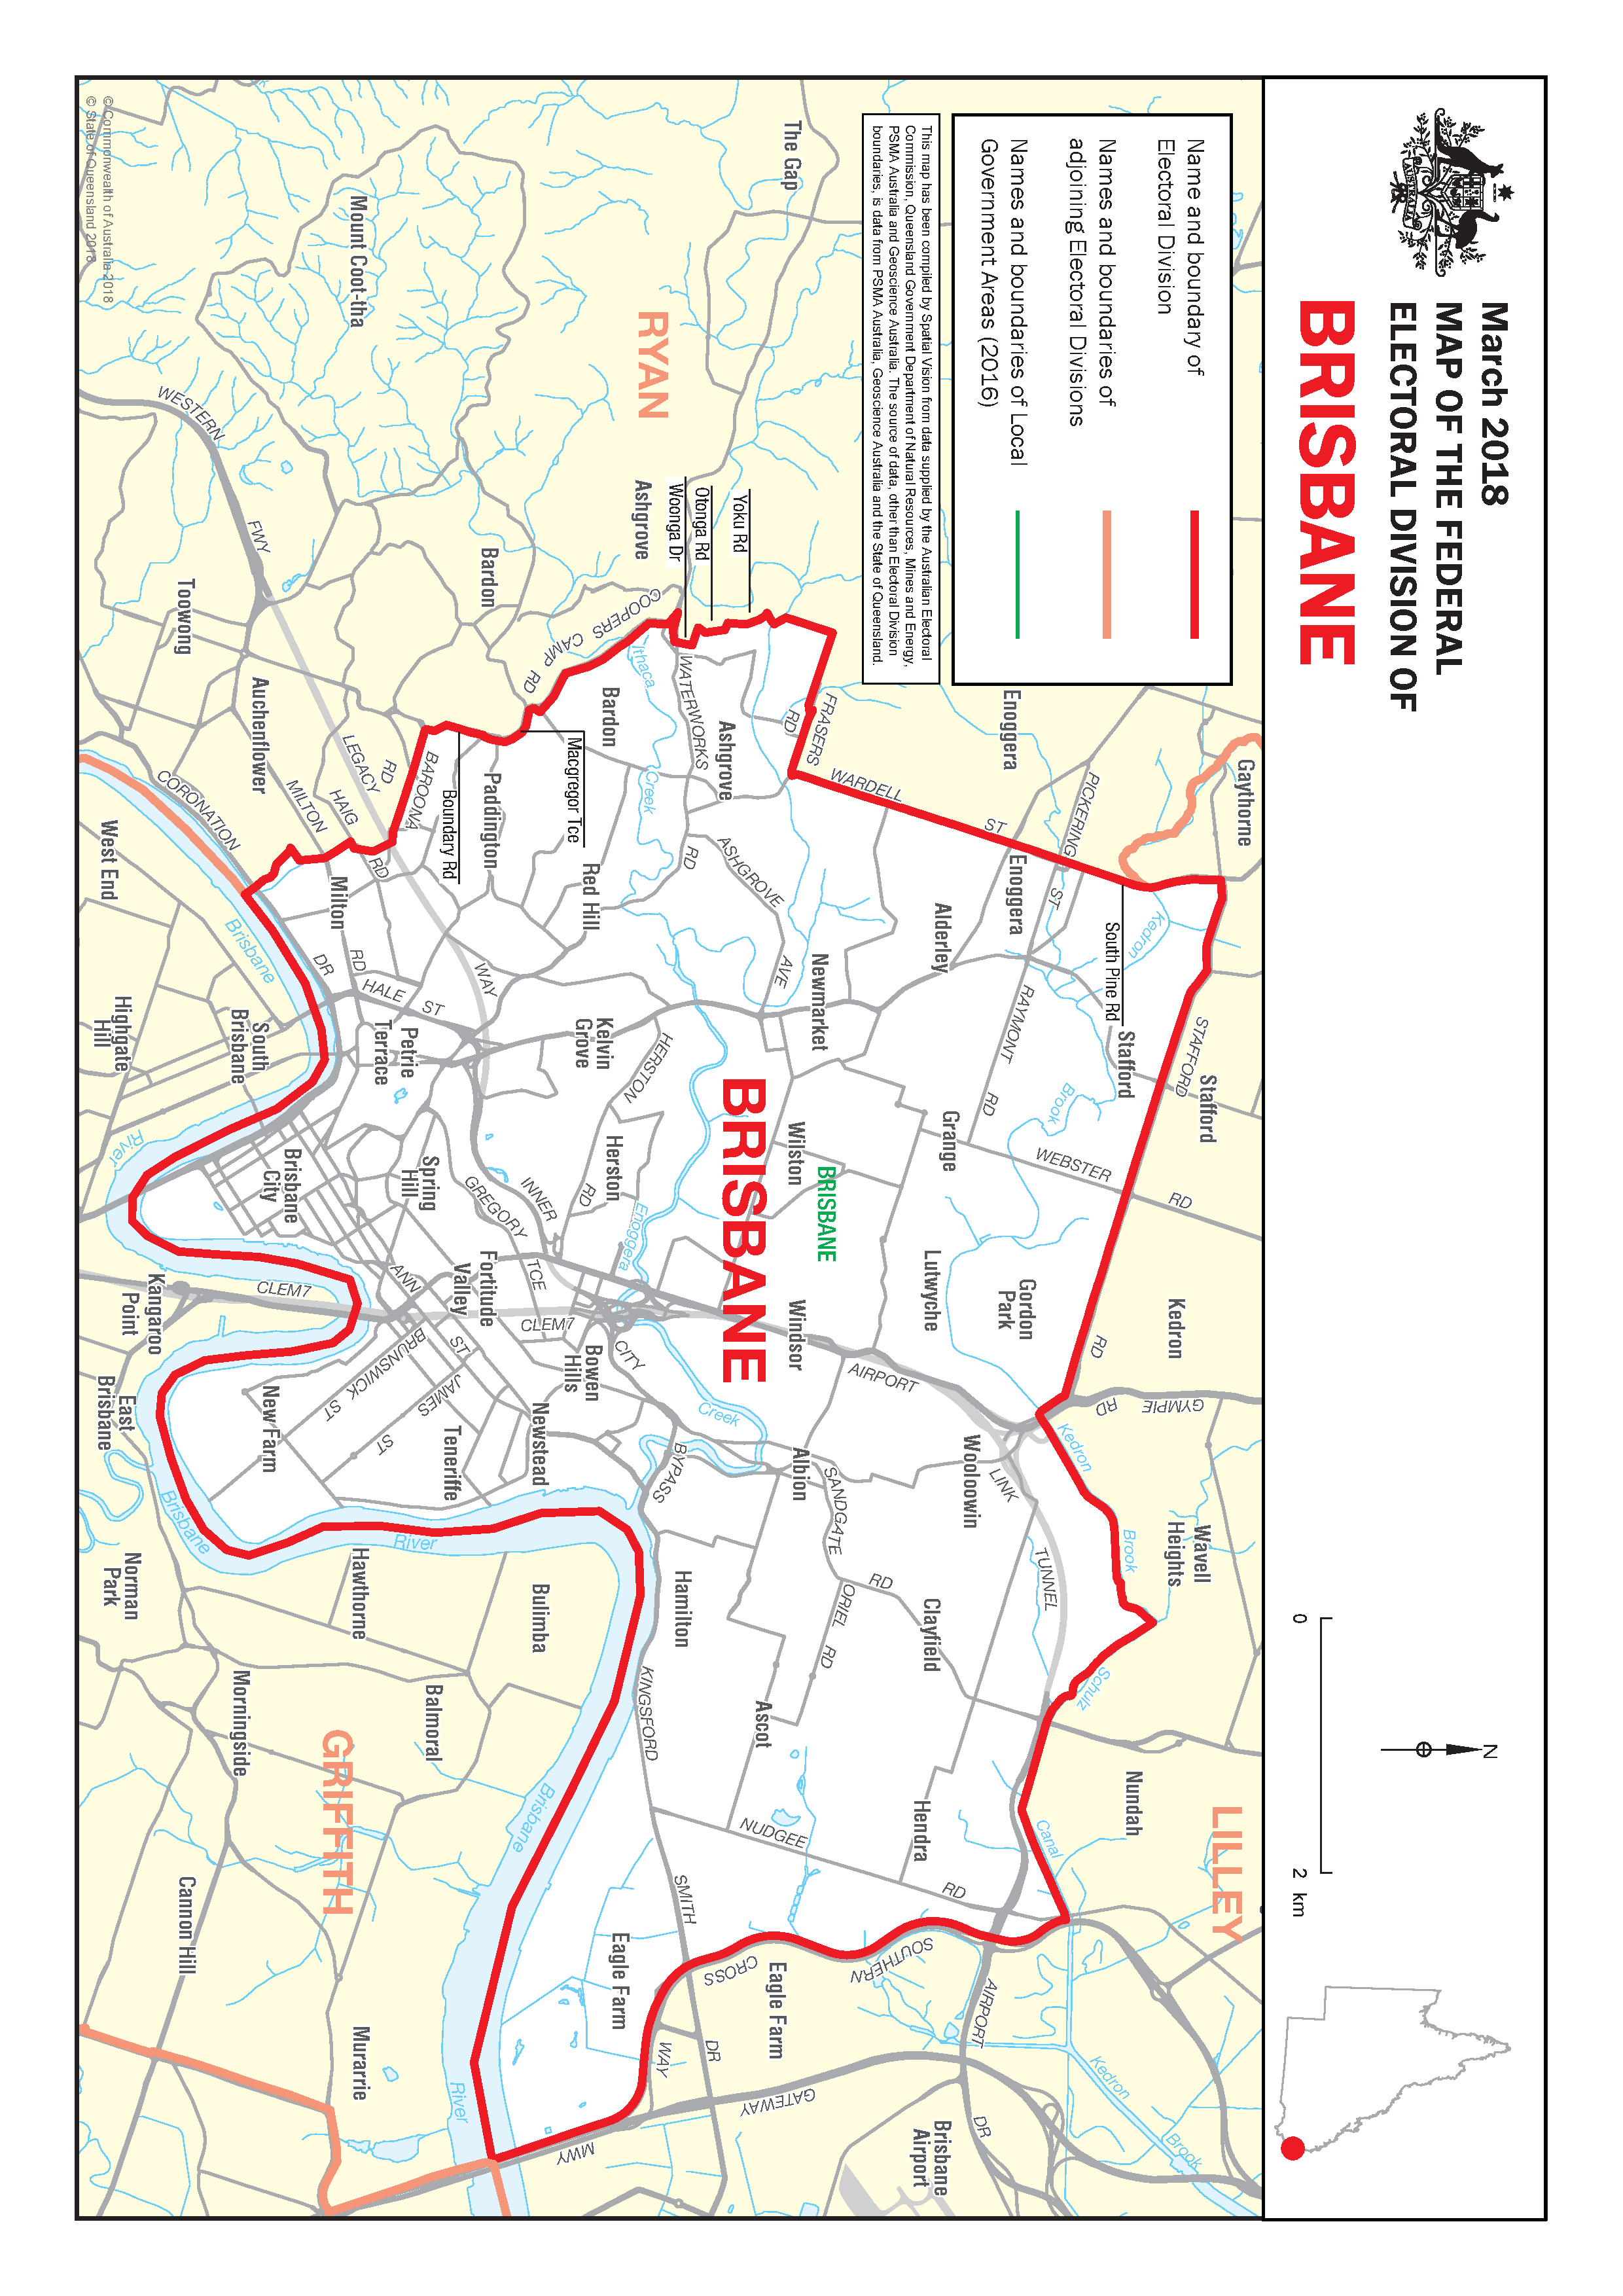 AUSTRALIA
March 2018
MAP OF THE FEDERAL
ELECTORAL DIVISION OF
BRISBANE
0
2 km
N
Name and boundary of
Electoral Division
Names and boundaries of
adjoining Electoral Divisions
Names and boundaries of Local
Government Areas (2016)
This map has been compiled by Spatial Vision from data supplied by the Australian Electoral
Commission, Queensland Government Department of Natural Resources, Mines and Energy,
PSMA Australia and Geoscience Australia. The source of data, other than Electoral Division
boundaries, is data from PSMA Australia, Geoscience Australia and the State of Queensland.
Gaythorne
Stafford
STAFFORD
RD
Kedron
Wavell
Heights
LILLEY
Nundah
PICKERING
ST
Enoggera
Enoggera
South Pine Rd
Kedron
Stafford
Brook
WEBSTER
RD
RD
GYMPIE
RD
Kedron
Brook
Schulz
Canal
Kedron
Brook
RAYMONT
RD
Alderley
Grange
Gordon
Park
Lutwyche
Wooloowin
LINK
TUNNEL
Clayfield
Hendra
RD
AIRPORT
DR
Brisbane
Airport
The Gap
FRASERS
RD
WARDELL
ST
Newmarket
Wilston
BRISBANE
Windsor
AIRPORT
Albion
SANDGATE
RD
ORIEL
RD
Ascot
NUDGEE
SOUTHERN
CROSS
WAY
Eagle Farm
GATEWAY
MWY
Yoku Rd
Otonga Rd
Woonga Dr
Ashgrove
Ashgrove
WATERWORKS
RD
ASHGROVE
AVE
BRISBANE
RYAN
COOPERS
CAMP
RD
Ithaca
Creek
Bardon
Bardon
Macgregor Tce
Red Hill
Kelvin
Grove
HERSTON
RD
Herston
Enoggera
Creek
Bowen
Hills
CITY
BYPASS
Hamilton
KINGSFORD
SMITH
DR
Eagle Farm
Mount Coot-tha
Paddington
Boundary Rd
BAROONA
RD
WAY
INNER
GREGORY
TCE
CLEM7
Fortitude
Valley
Newstead
Teneriffe
Bulimba
Brisbane
River
WESTERN
FWY
LEGACY
HAIG
RD
MILTON
RD
Milton
HALE
ST
Petrie
Terrace
Spring
Hill
ANN
ST
BRUNSWICK
ST
JAMES
ST
River
Hawthorne
Balmoral
GRIFFITH
Murarrie
Toowong
Auchenflower
CORONATION
DR
Brisbane
River
South
Brisbane
Brisbane
City
CLEM7
New Farm
Brisbane
Morningside
Cannon Hill
West End
Highgate
Hill
Kangaroo
Point
East
Brisbane
Norman
Park
© Commonwealth of Australia 2018
© State of Queensland 2018